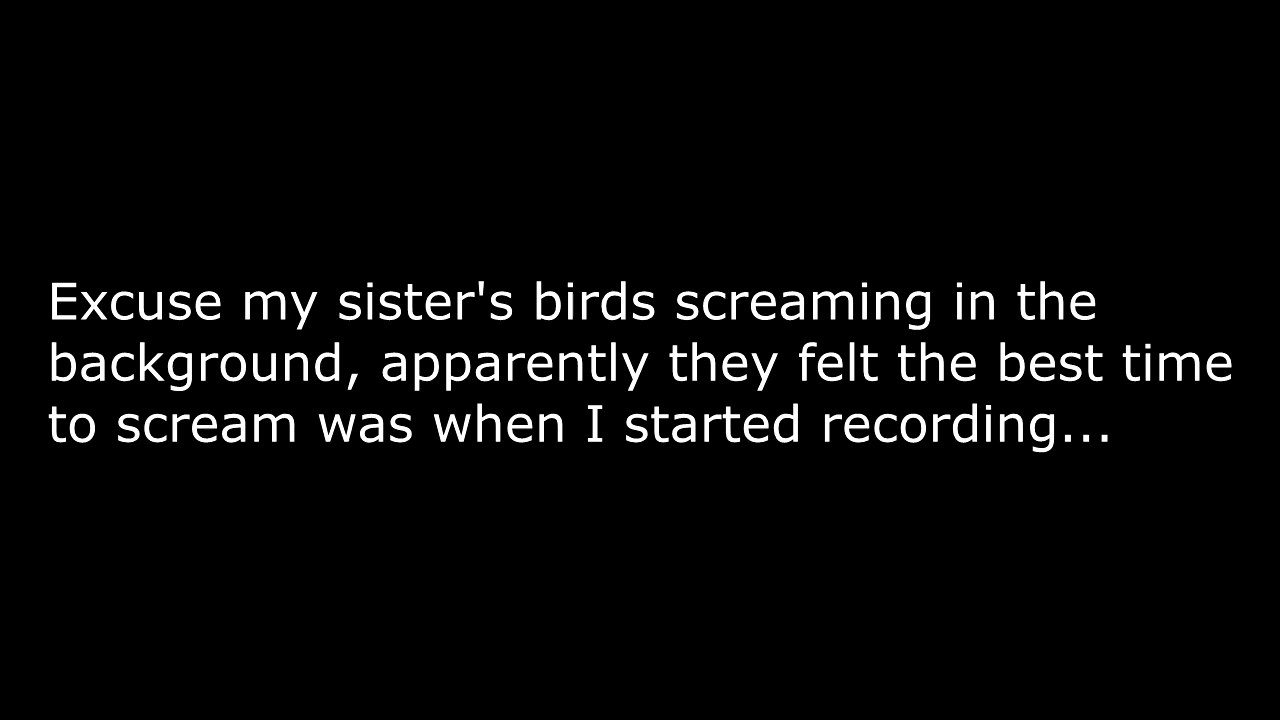 Excuse my sister's birds screaming in the
background, apparently they felt the best time
to scream was when I started recording...